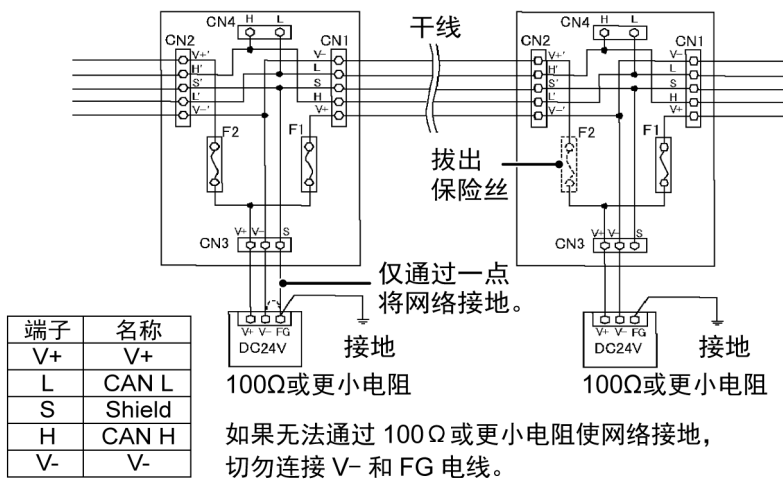 CN4 H L
干线
CN4 H L
CN2 V+' V- CN1
H' L
S' S
L' H
V-' V+
CN2 V+' V- CN1
H' L
S' S
L' H
V-' V+
F2 F1
F2 F1
拔出
保险丝
V+ V- S
CN3
V+ V- S
CN3
仅通过一点
将网络接地。
V+ V- FG
DC24V
接地
V+ V- FG
DC24V
接地
100Ω或更小电阻
100Ω或更小电阻
端子 名称
V+ V+
L CAN L
S Shield
H CAN H
V- V-
如果无法通过 100Ω或更小电阻使网络接地,
切勿连接 V- 和 FG 电线。